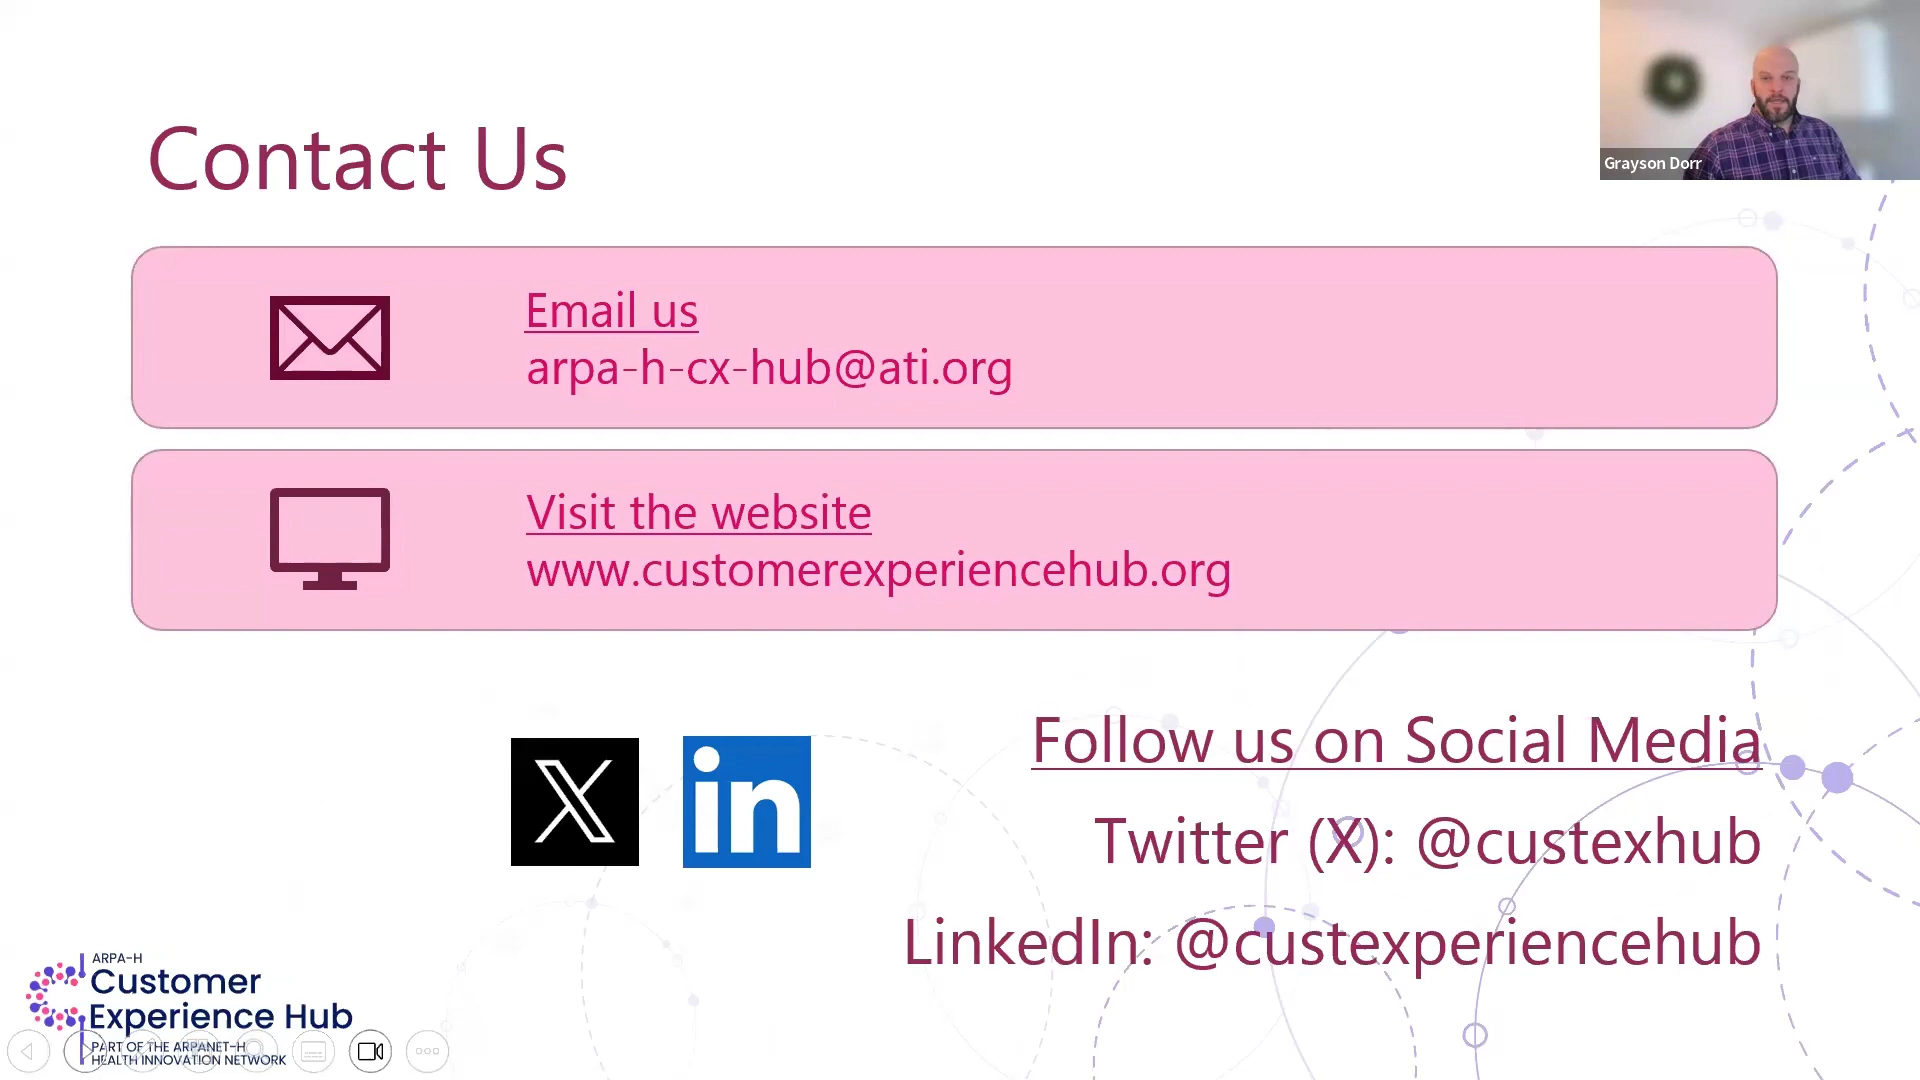 Grayson Dorr
Contact Us
Email us
arpa-h-cx-hub@ati.org
Visit the website
www.customerexperiencehub.org
X
in
Follow us on Social Media
Twitter (X): @custexhub
LinkedIn: @custexperiencehub
ARPA-H
Customer
Experience Hub
PART OF THE ARPANET-H
HEALTH INNOVATION NETWORK